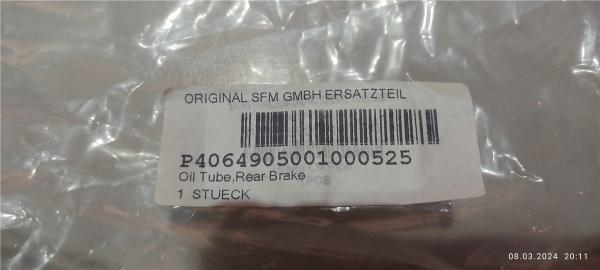 ORIGINAL SFM GMBH ERSATZTEIL
P4064905001000525
Oil Tube,Rear Brake
1 STUECK
08.03.2024 20:11